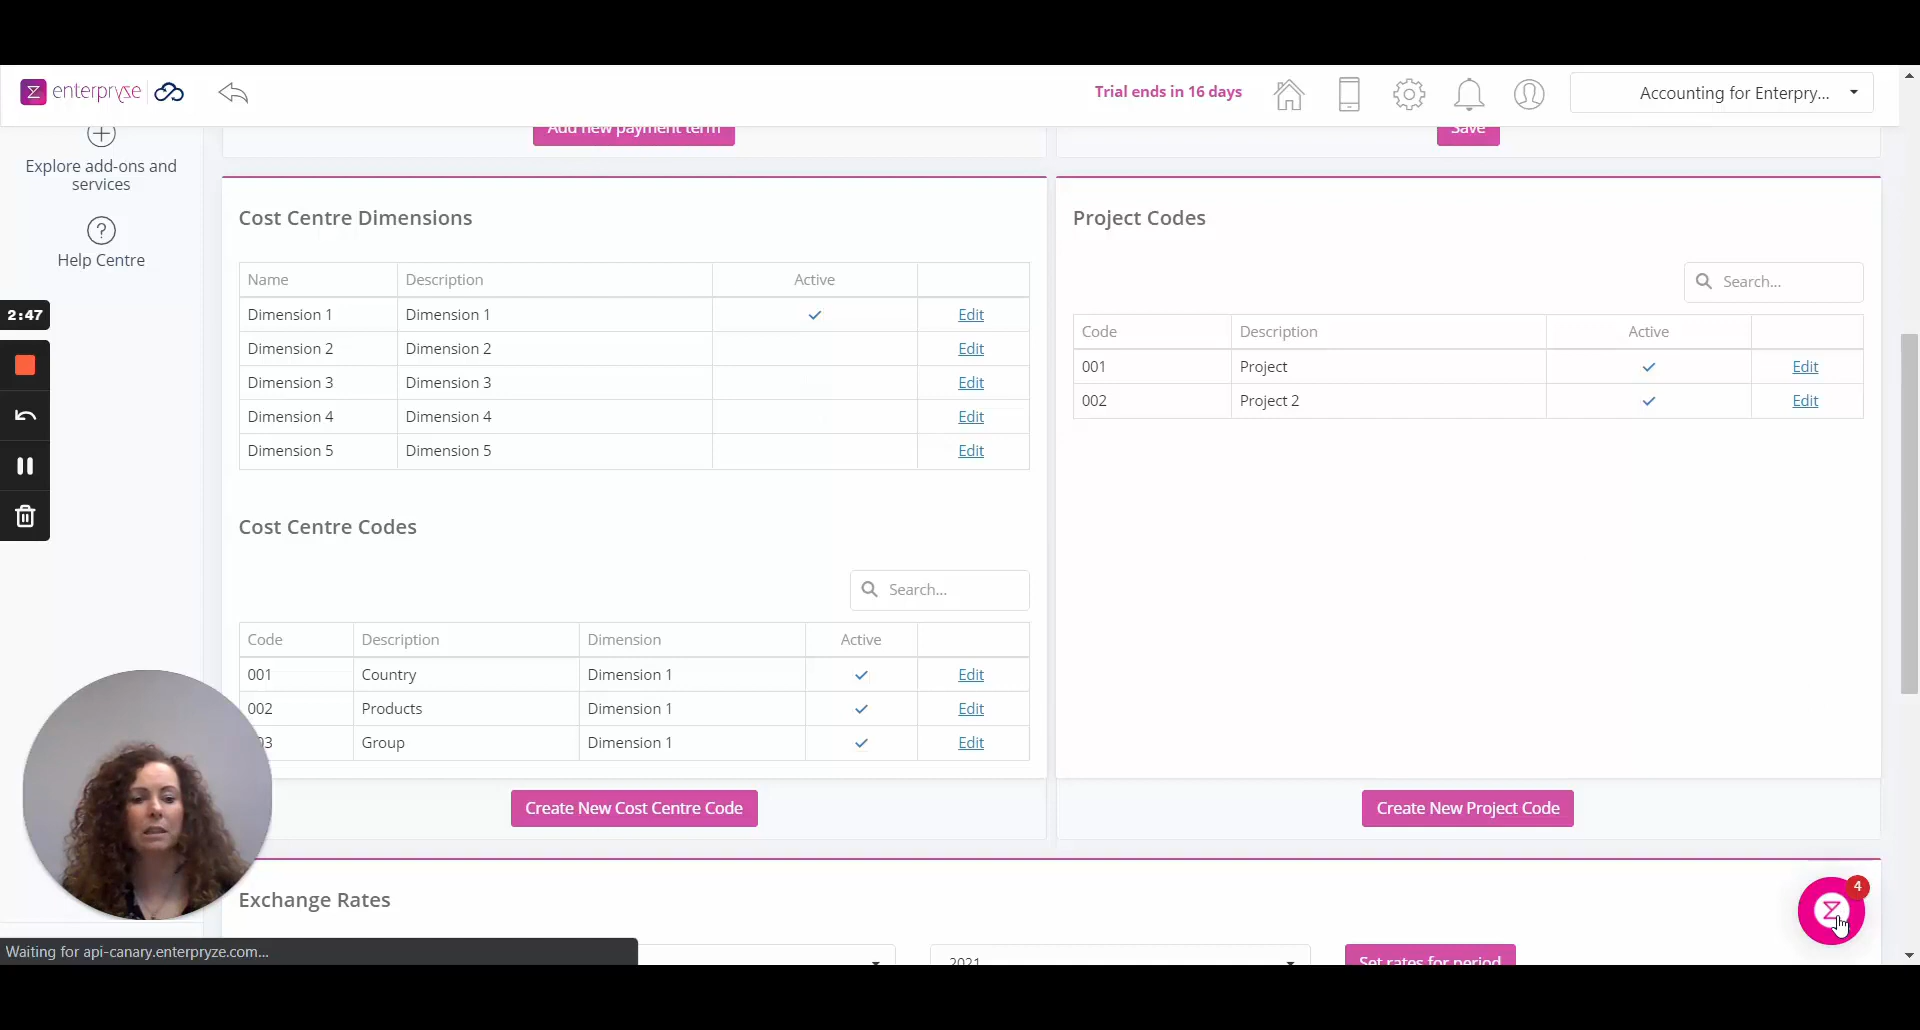 enterpryze
Trial ends in 16 days
Accounting for Enterpry...
Explore add-ons and
services
Help Centre
2:47
Add new payment term
Save
Cost Centre Dimensions
Name Description Active
Dimension 1 Dimension 1 Edit
Dimension 2 Dimension 2 Edit
Dimension 3 Dimension 3 Edit
Dimension 4 Dimension 4 Edit
Dimension 5 Dimension 5 Edit
Cost Centre Codes
Search...
Code Description Dimension Active
001 Country Dimension 1 Edit
002 Products Dimension 1 Edit
03 Group Dimension 1 Edit
Create New Cost Centre Code
Project Codes
Search...
Code Description Active
001 Project Edit
002 Project 2 Edit
Create New Project Code
Exchange Rates
2021
Set rates for period
4
Waiting for api-canary.enterpryze.com...